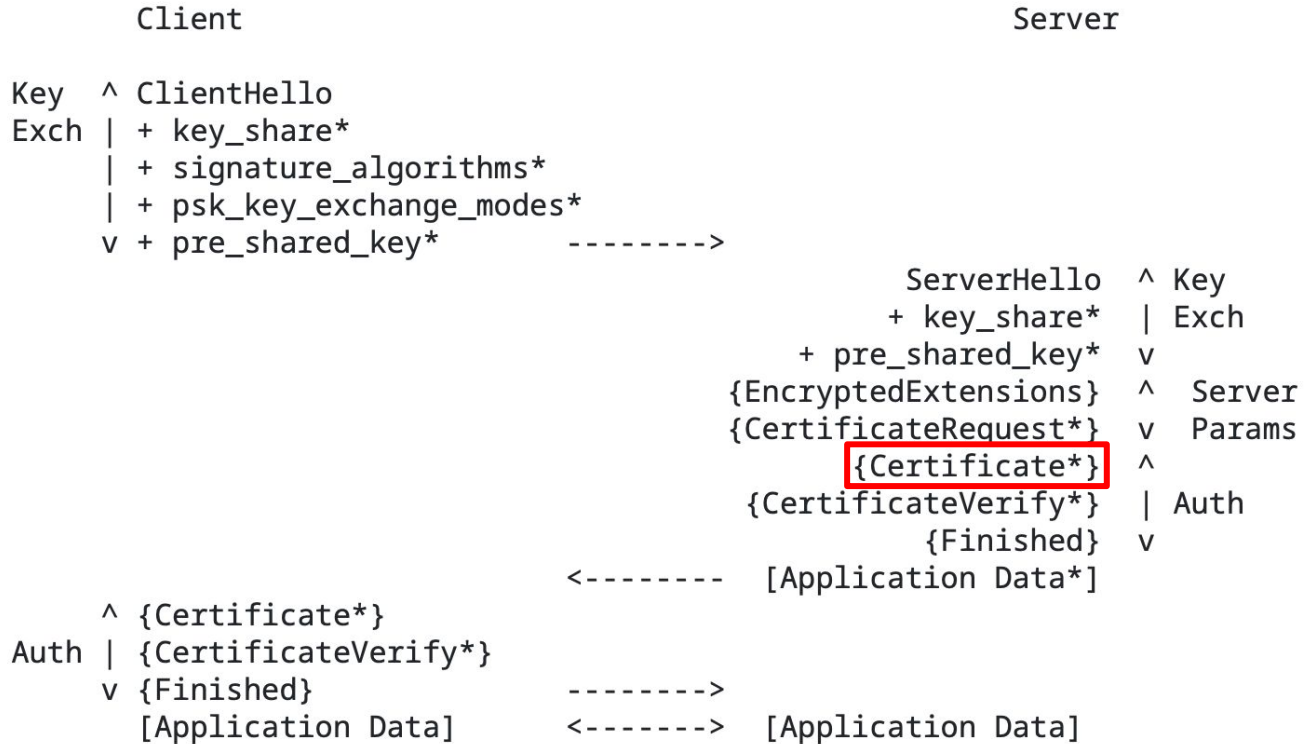 Client Server
Key ^ ClientHello
Exch | + key_share*
| + signature_algorithms*
| + psk_key_exchange_modes*
v + pre_shared_key* -------->
ServerHello ^ Key
+ key_share* | Exch
+ pre_shared_key* v
{EncryptedExtensions} ^ Server
{CertificateRequest*} v Params
{Certificate*} ^
{CertificateVerify*} | Auth
{Finished} v
<-------- [Application Data*]
^ {Certificate*}
Auth | {CertificateVerify*}
v {Finished} -------->
[Application Data] <-------> [Application Data]